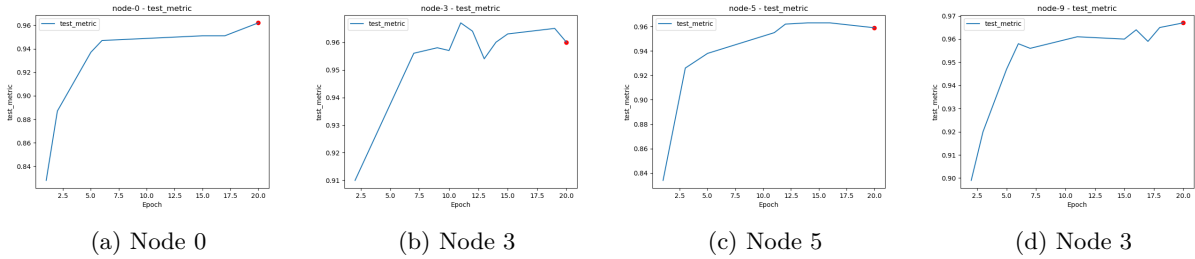 node-0 - test_metric
test_metric
0.96
0.94
0.92
0.90
0.88
0.86
0.84
test_metric
2.5 5.0 7.5 10.0 12.5 15.0 17.5 20.0
Epoch
(a) Node 0
node-3 - test_metric
test_metric
0.96
0.95
0.94
0.93
0.92
0.91
test_metric
2.5 5.0 7.5 10.0 12.5 15.0 17.5 20.0
Epoch
(b) Node 3
node-5 - test_metric
test_metric
0.96
0.94
0.92
0.90
0.88
0.86
0.84
test_metric
2.5 5.0 7.5 10.0 12.5 15.0 17.5 20.0
Epoch
(c) Node 5
node-9 - test_metric
test_metric
0.97
0.96
0.95
0.94
0.93
0.92
0.91
0.90
test_metric
2.5 5.0 7.5 10.0 12.5 15.0 17.5 20.0
Epoch
(d) Node 3